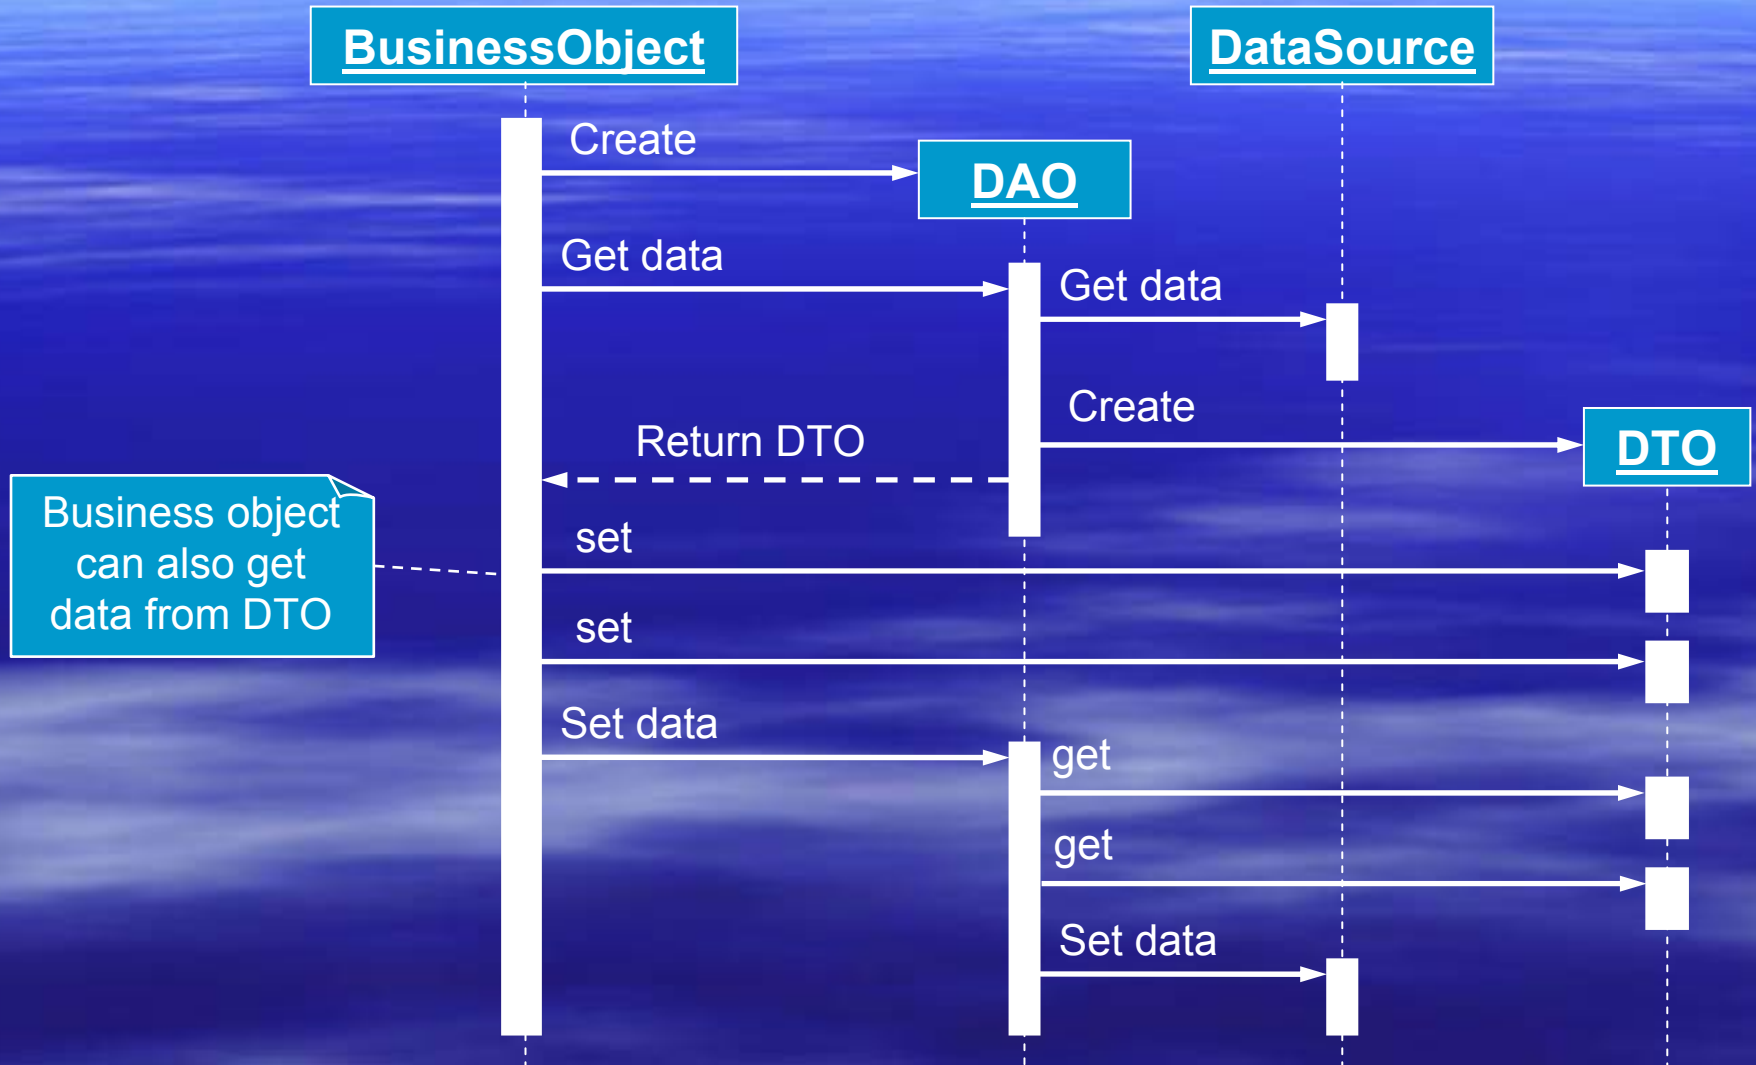 BusinessObject
DataSource
Create
DAO
Get data
Get data
Create
Return DTO
DTO
Business object
can also get
data from DTO
set
set
Set data
get
get
Set data